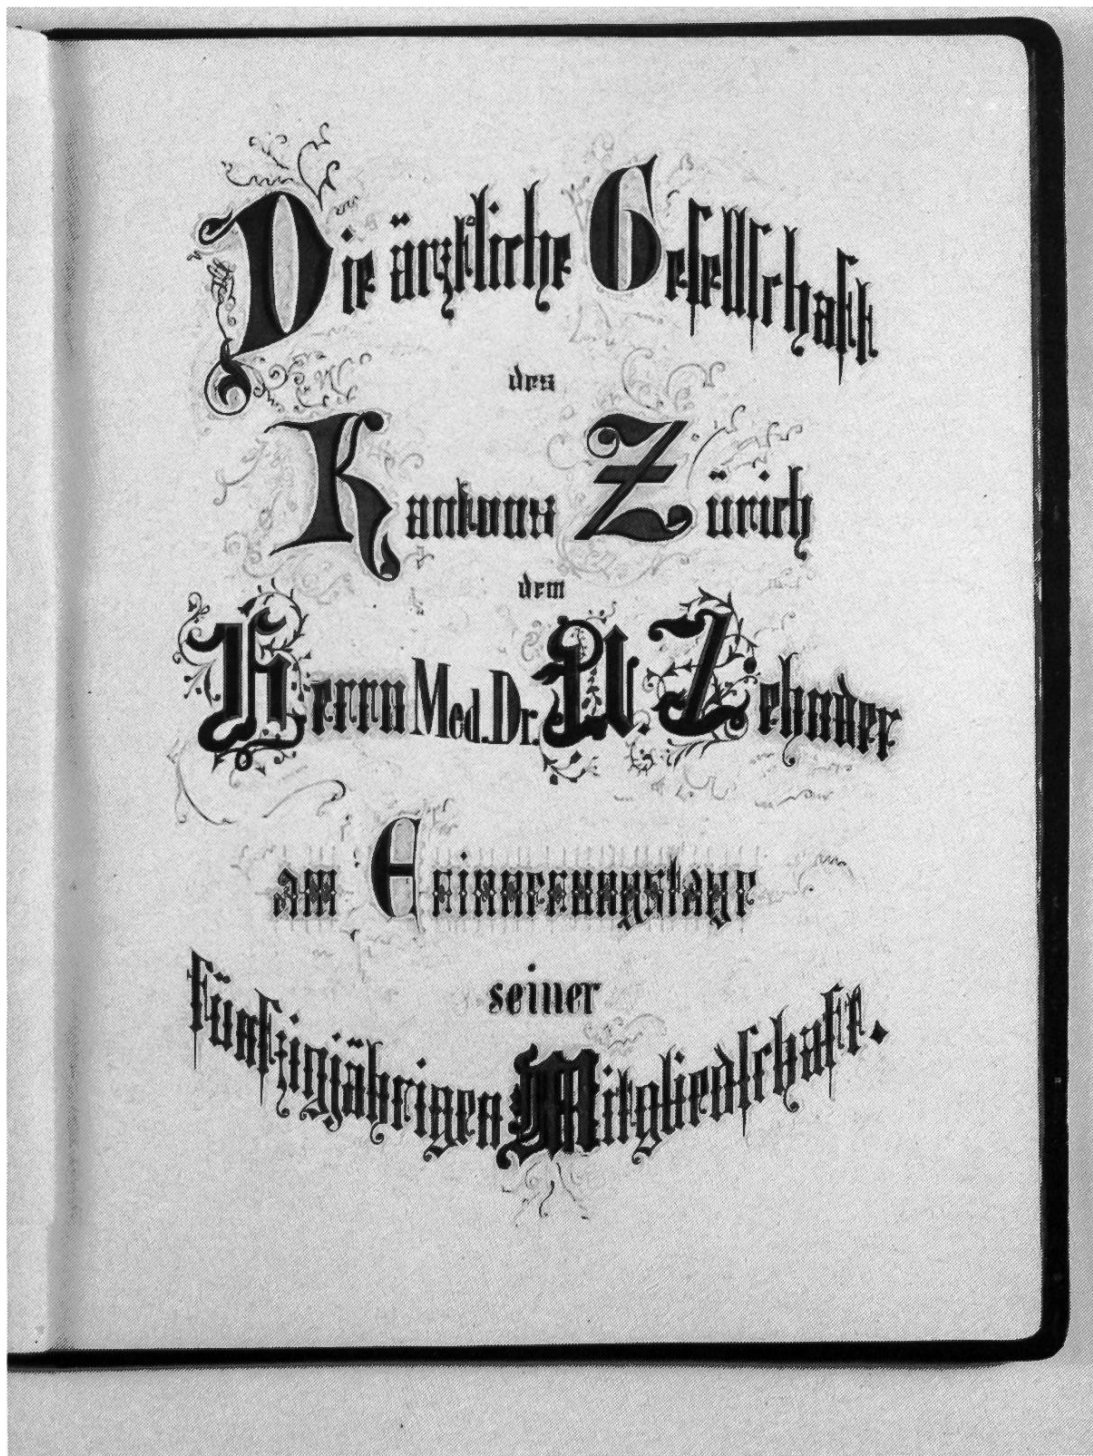 Die ärztliche Gesellschaft
des
Kantons Zürich
dem
Herrn Med. Dr. U. Zehnder
am Erinnerungstage
seiner
fünfzigjährigen Mitgliedschaft.